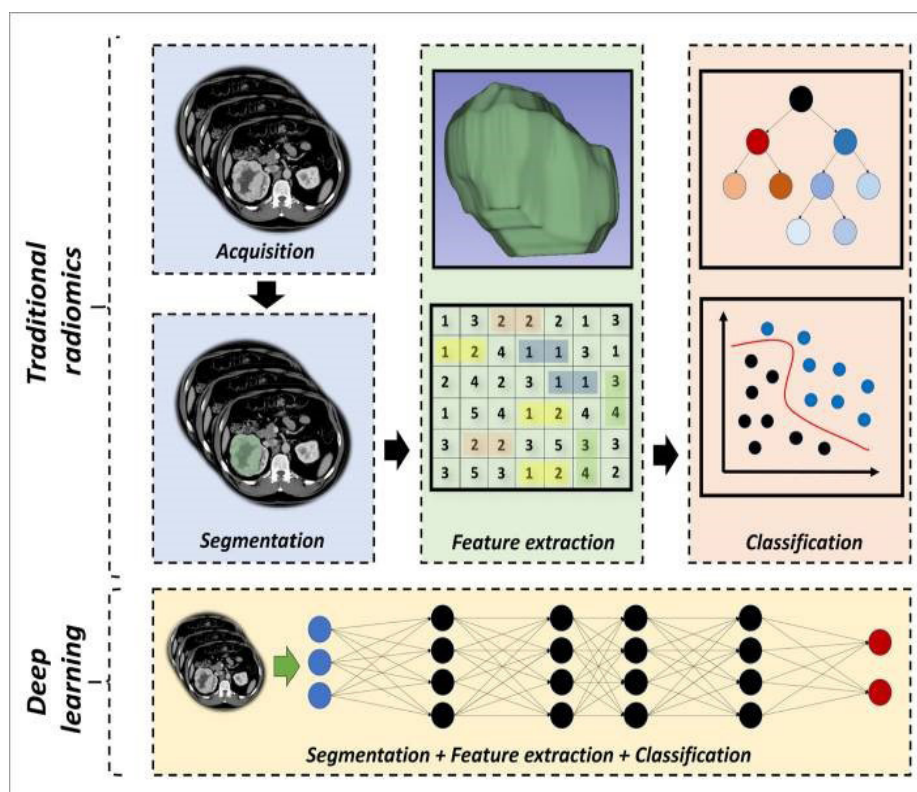 Traditional
radiomics
Acquisition
Segmentation
1 3 2 2 2 1 3
1 2 4 1 1 3 1
2 4 2 3 1 1 3
1 5 4 1 2 4 4
3 2 2 3 5 3 3
3 5 3 1 2 4 2
Feature extraction
Classification
Deep
learning
Segmentation + Feature extraction + Classification